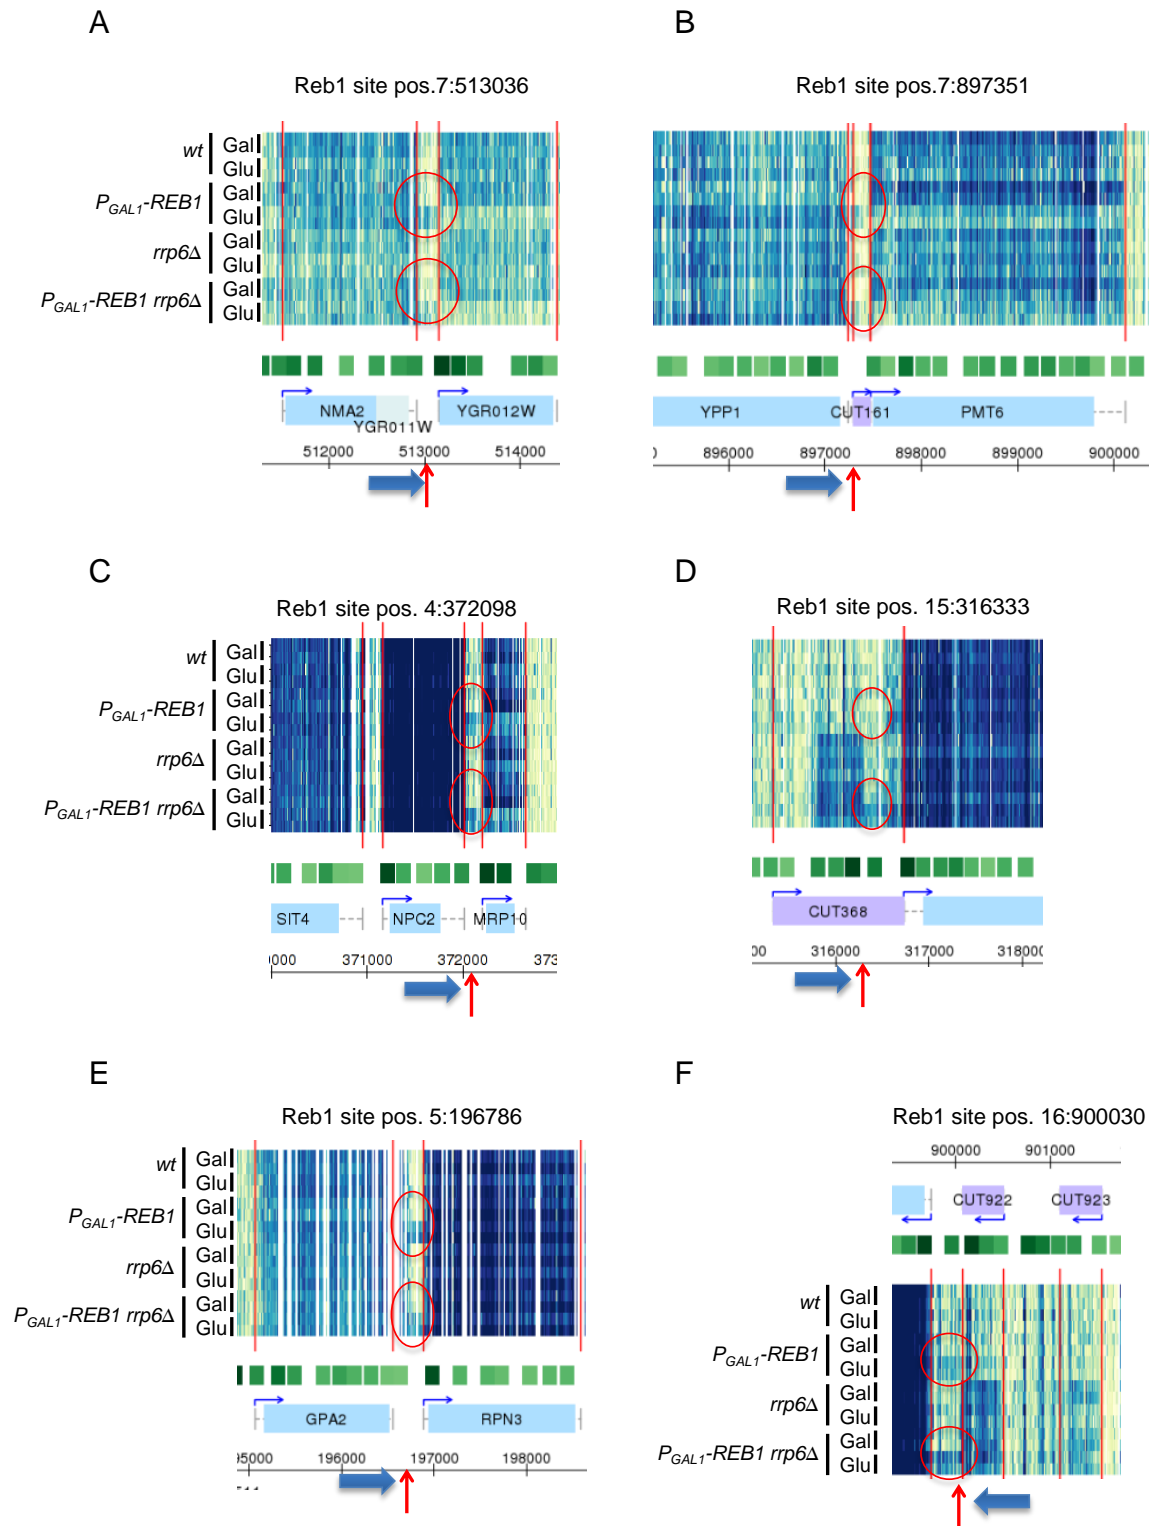 A
Reb1 site pos.7:513036
wt
Gal
Glu
PGAL1-REB1
Gal
Glu
rrp6Δ
Gal
Glu
PGAL1-REB1 rrp6Δ
Gal
Glu
NMA2
YGR011W
YGR012W
512000 513000 514000
B
Reb1 site pos.7:897351
YPP1
CUT161
PMT6
0 896000 897000 898000 899000 900000
C
Reb1 site pos. 4:372098
wt
Gal
Glu
PGAL1-REB1
Gal
Glu
rrp6Δ
Gal
Glu
PGAL1-REB1 rrp6Δ
Gal
Glu
SIT4
NPC2
MRP10
000 371000 372000 373
D
Reb1 site pos. 15:316333
CUT368
00 316000 317000 318000
E
Reb1 site pos. 5:196786
wt
Gal
Glu
PGAL1-REB1
Gal
Glu
rrp6Δ
Gal
Glu
PGAL1-REB1 rrp6Δ
Gal
Glu
GPA2
RPN3
95000 196000 197000 198000
F
Reb1 site pos. 16:900030
900000 901000
CUT922
CUT923
wt
Gal
Glu
PGAL1-REB1
Gal
Glu
rrp6Δ
Gal
Glu
PGAL1-REB1 rrp6Δ
Gal
Glu